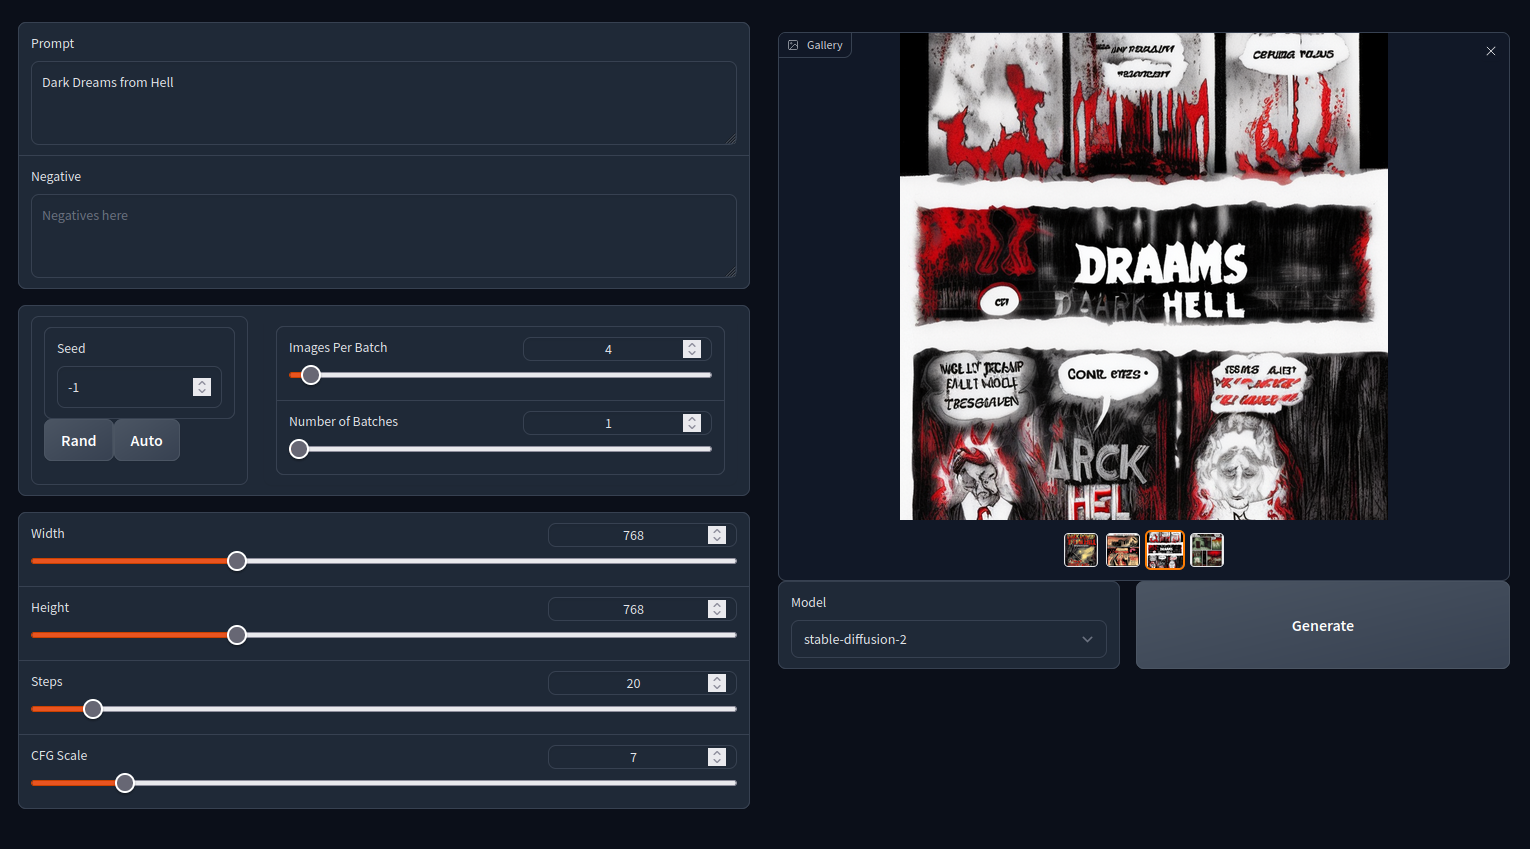 Prompt
Dark Dreams from Hell
Negative
Negatives here
Seed
-1
Rand
Auto
Images Per Batch
4
Number of Batches
1
Width
768
Height
768
Steps
20
CFG Scale
7
Gallery
DRAAMS
DAARK HELL
ARCK
HEL
Model
stable-diffusion-2
Generate